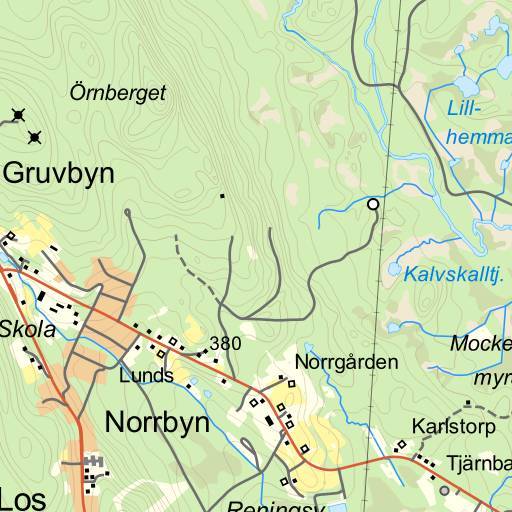 Örnberget
Lill-
hemma
Gruvbyn
Kalvskalltj.
Skola
380
Mocke
myr
Norrgården
Lunds
Norrbyn
Karlstorp
Tjärnba
Los
Reningsv